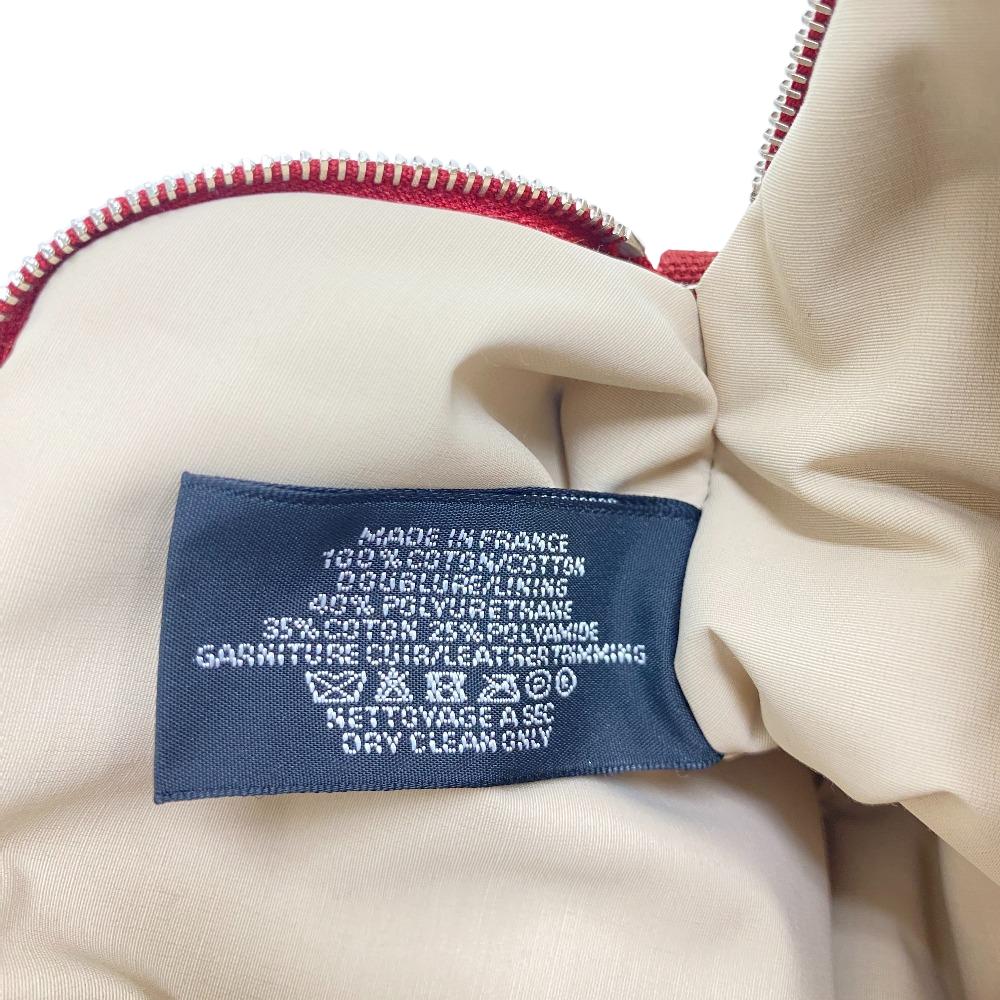 MADE IN FRANCE
100% COTON/COTTON
DOUBLURE/LINING
40% POLYURETHANE
35% COTON 25% POLYAMIDE
GARNITURE CUIR/LEATHER TRIMMING
P P
NETTOYAGE A SEC
DRY CLEAN ONLY